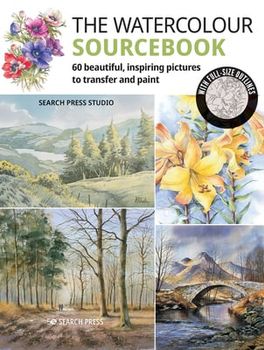 THE WATERCOLOUR
SOURCEBOOK
60 beautiful, inspiring pictures
to transfer and paint
SEARCH PRESS STUDIO
WITH FULL-SIZE OUTLINES
SEARCH PRESS